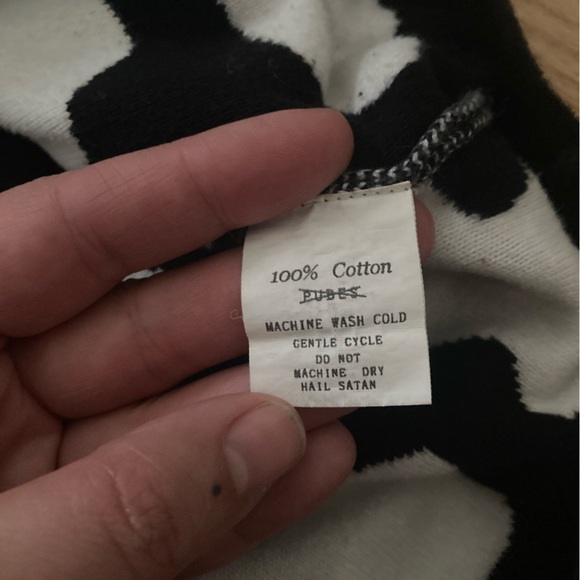 100% Cotton
PUBES
MACHINE WASH COLD
GENTLE CYCLE
DO NOT
MACHINE DRY
HAIL SATAN